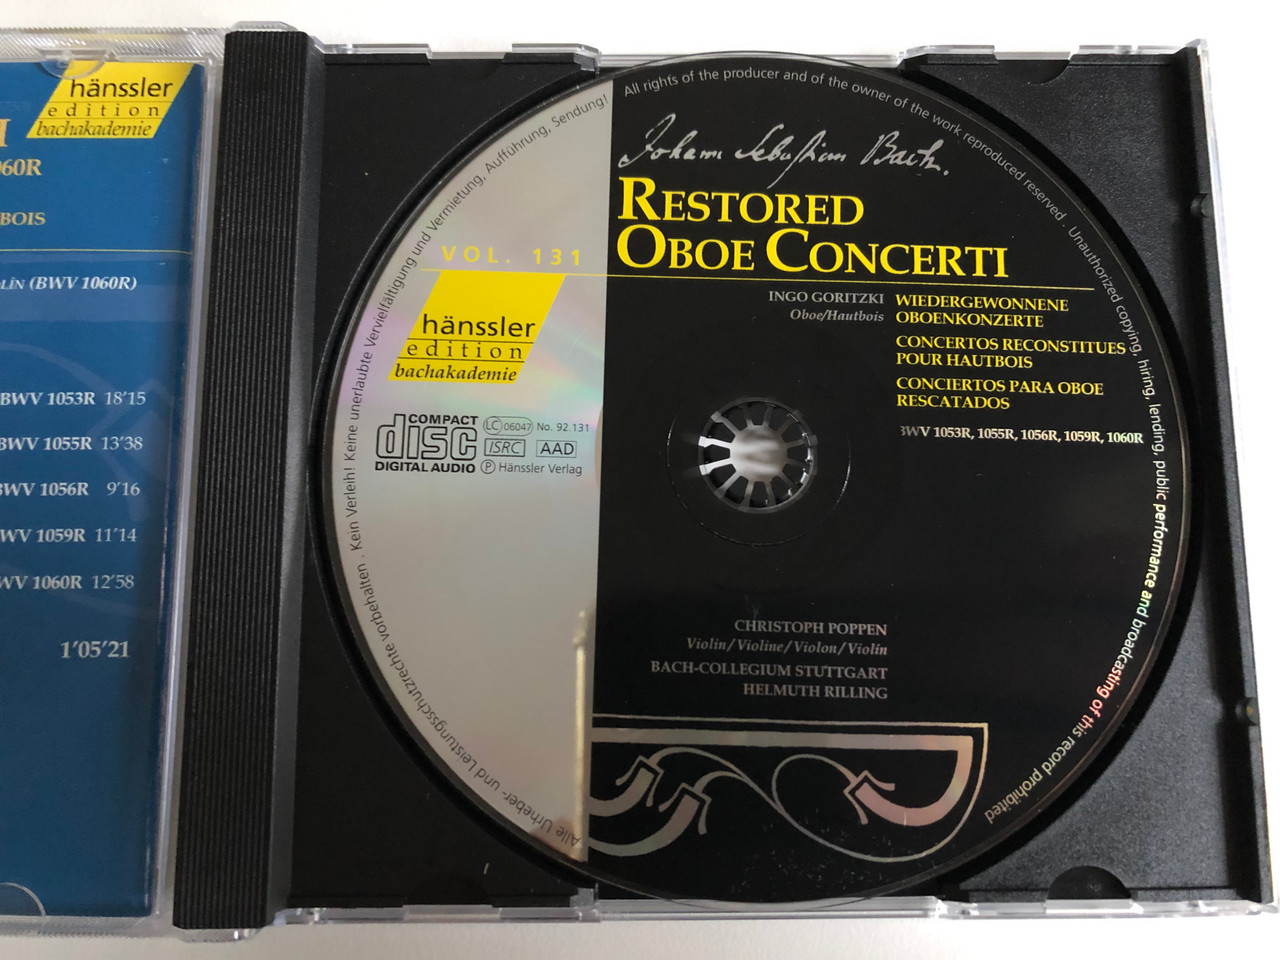 hänssler
edition
bachakademie
I
060R
BOIS
(BWV 1060R)
BWV 1053R 18'15
BWV 1055R 13'38
BWV 1056R 9'16
WV 1059R 11'14
WV 1060R 12'58
1'05'21
All rights of the producer and of the owner of the work reproduced reserved . Unauthorized copying, hiring, lending, public performance and broadcasting of this record prohibited
Johann Sebastian Bach.
RESTORED
OBOE CONCERTI
VOL. 131
hänssler
edition
bachakademie
INGO GORITZKI
Oboe/Hautbois
WIEDERGEWONNENE
OBOENKONZERTE
CONCERTOS RECONSTITUES
POUR HAUTBOIS
CONCIERTOS PARA OBOE
RESCATADOS
BWV 1053R, 1055R, 1056R, 1059R, 1060R
COMPACT
disc
DIGITAL AUDIO
LC 06047 No. 92.131
ISRC AAD
Ⓟ Hänssler Verlag
CHRISTOPH POPPEN
Violin/Violine/Violon/Violín
BACH-COLLEGIUM STUTTGART
HELMUTH RILLING
Alle Urheber- und Leistungsschutzrechte vorbehalten . Kein Verleih! Keine unerlaubte Vervielfältigung und Vermietung, Aufführung, Sendung!